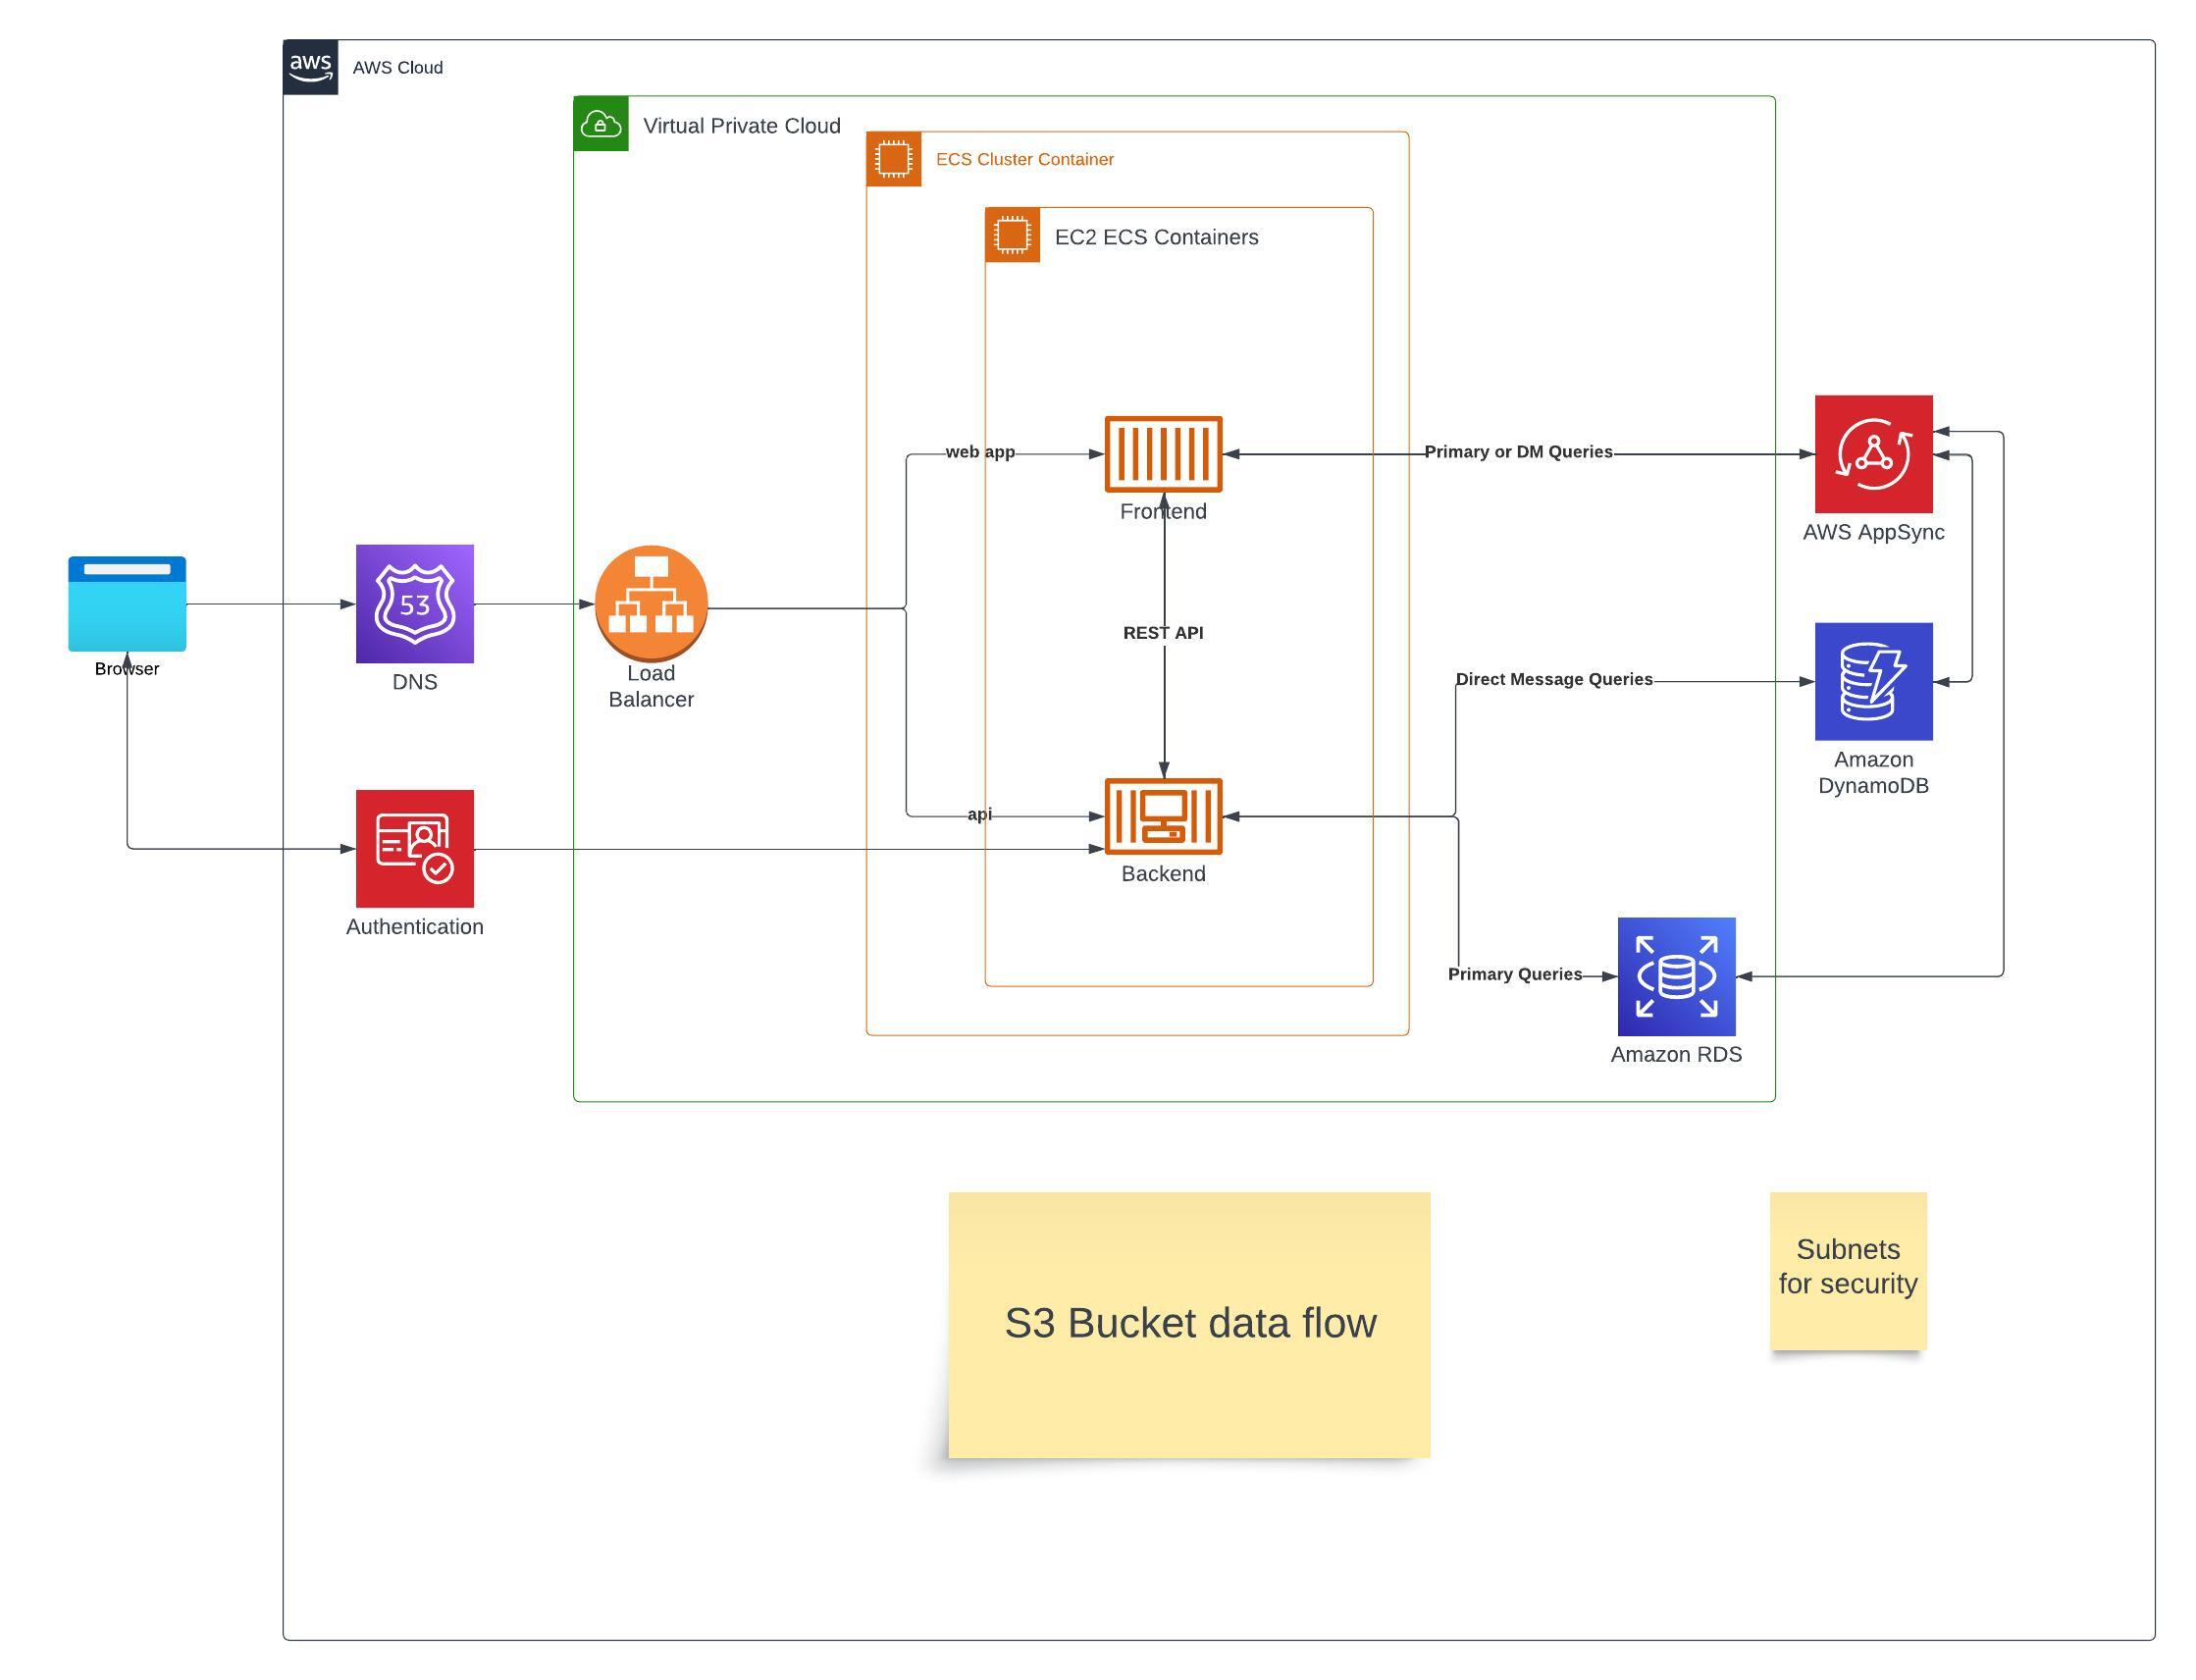 aws
AWS Cloud
Virtual Private Cloud
ECS Cluster Container
EC2 ECS Containers
web app
Primary or DM Queries
Frontend
AWS AppSync
53
Browser
DNS
Load
Balancer
REST API
Direct Message Queries
Amazon
DynamoDB
api
Backend
Authentication
Primary Queries
Amazon RDS
S3 Bucket data flow
Subnets
for security